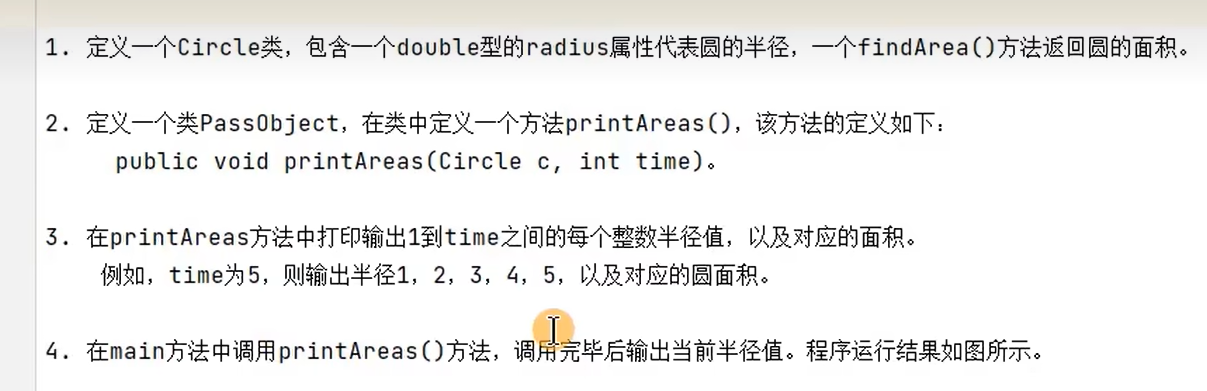 1. 定义一个Circle类，包含一个double型的radius属性代表圆的半径，一个findArea()方法返回圆的面积。
2. 定义一个类PassObject，在类中定义一个方法printAreas()，该方法的定义如下：
public void printAreas(Circle c, int time)。
3. 在printAreas方法中打印输出1到time之间的每个整数半径值，以及对应的面积。
例如，time为5，则输出半径1，2，3，4，5，以及对应的圆面积。
4. 在main方法中调用printAreas()方法，调用完毕后输出当前半径值。程序运行结果如图所示。